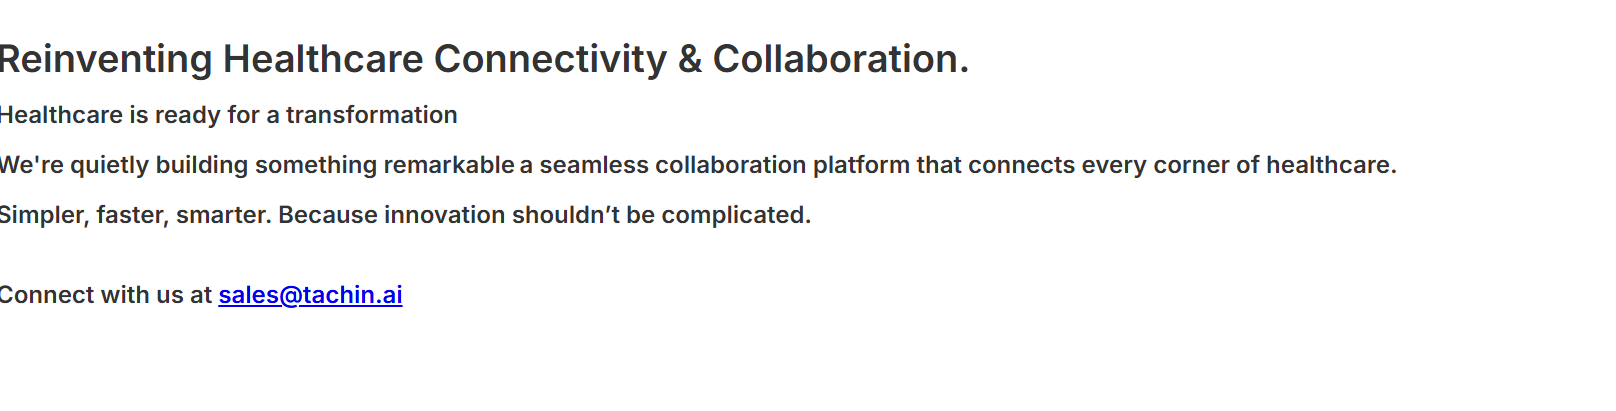 Reinventing Healthcare Connectivity & Collaboration.
Healthcare is ready for a transformation
We're quietly building something remarkable a seamless collaboration platform that connects every corner of healthcare.
Simpler, faster, smarter. Because innovation shouldn’t be complicated.
Connect with us at sales@tachin.ai